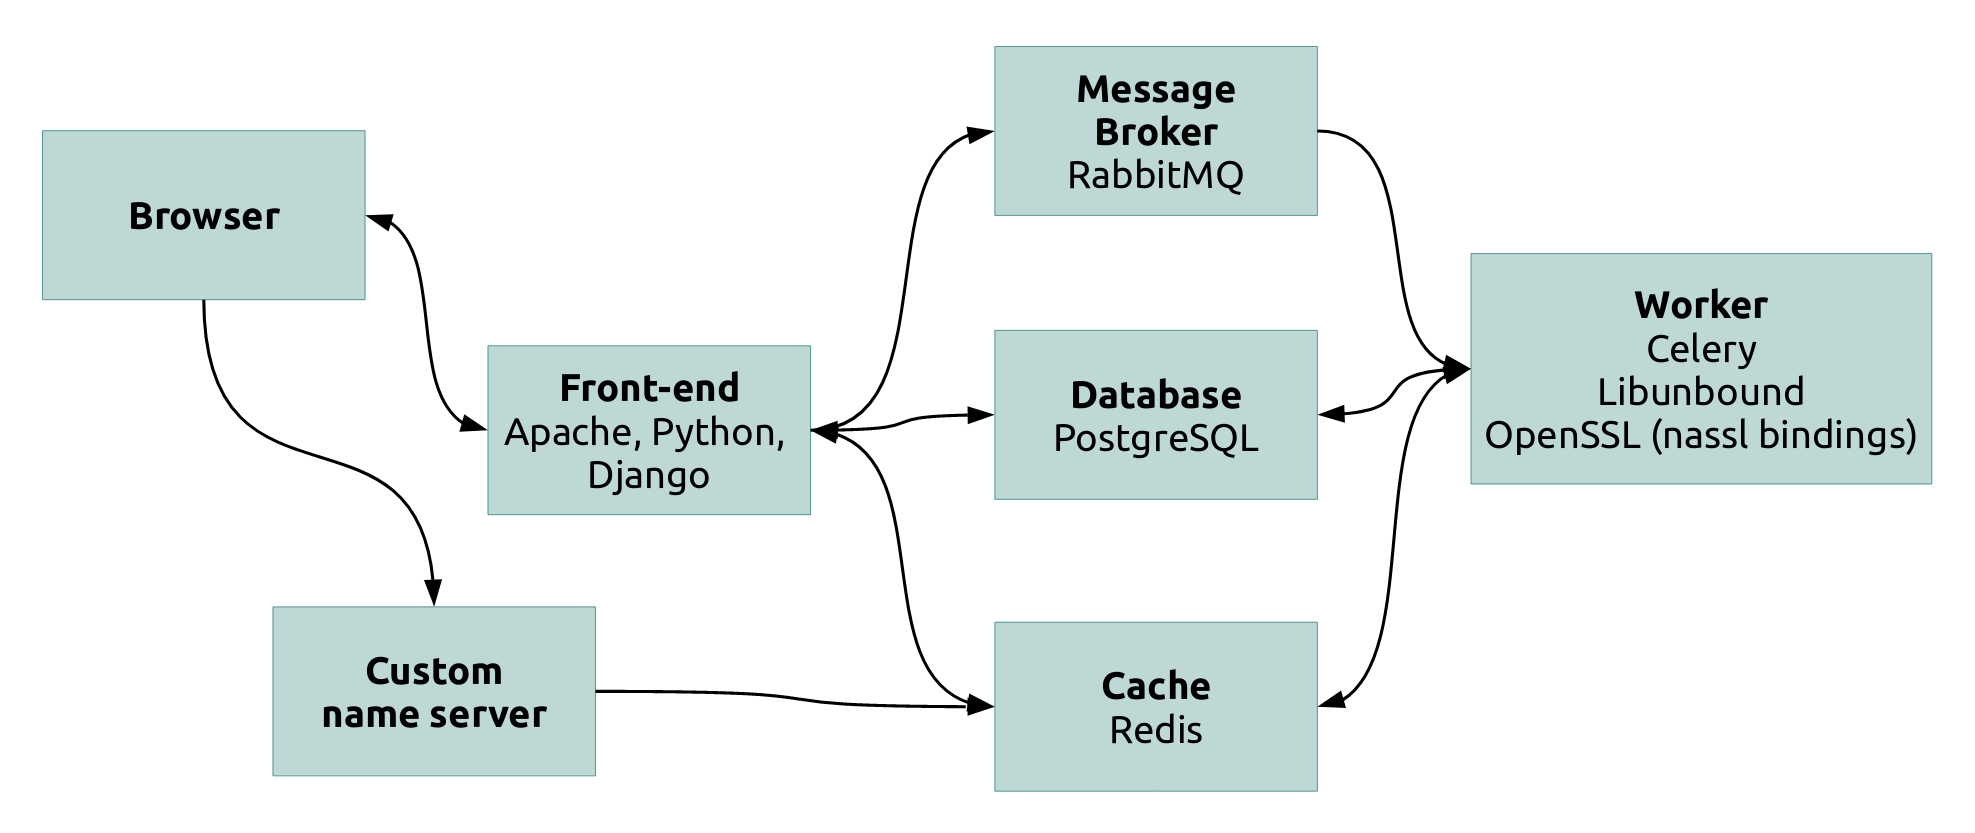 Browser
Front-end
Apache, Python,
Django
Custom
name server
Message
Broker
RabbitMQ
Database
PostgreSQL
Cache
Redis
Worker
Celery
Libunbound
OpenSSL (nassl bindings)